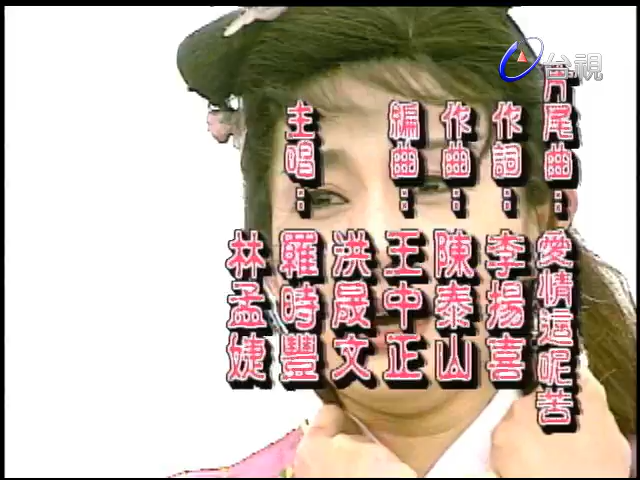 台視
片尾曲：愛情這呢苦
作詞：李揚喜
作曲：陳泰山
編曲：王中正
洪晟文
主唱：羅時豐
林孟婕